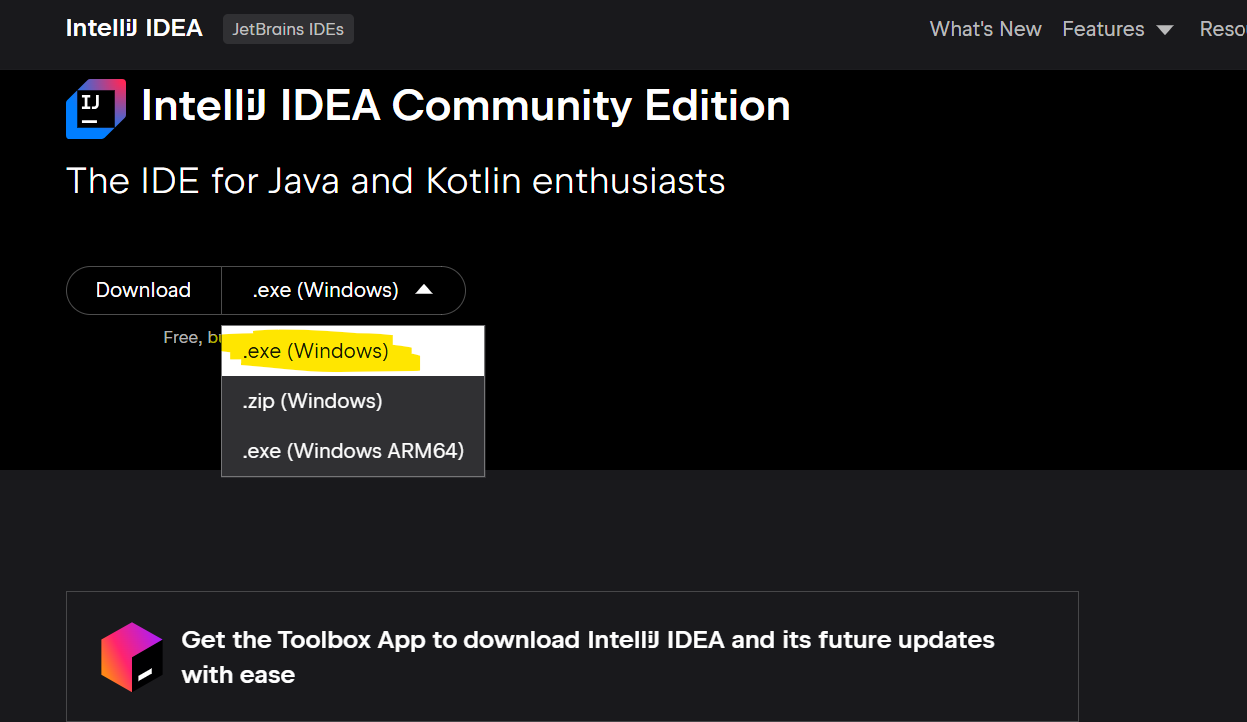 IntelliJ IDEA JetBrains IDEs What's New Features
IJ
IntelliJ IDEA Community Edition
The IDE for Java and Kotlin enthusiasts
Download .exe (Windows)
Free,
.exe (Windows)
.zip (Windows)
.exe (Windows ARM64)
Get the Toolbox App to download IntelliJ IDEA and its future updates
with ease